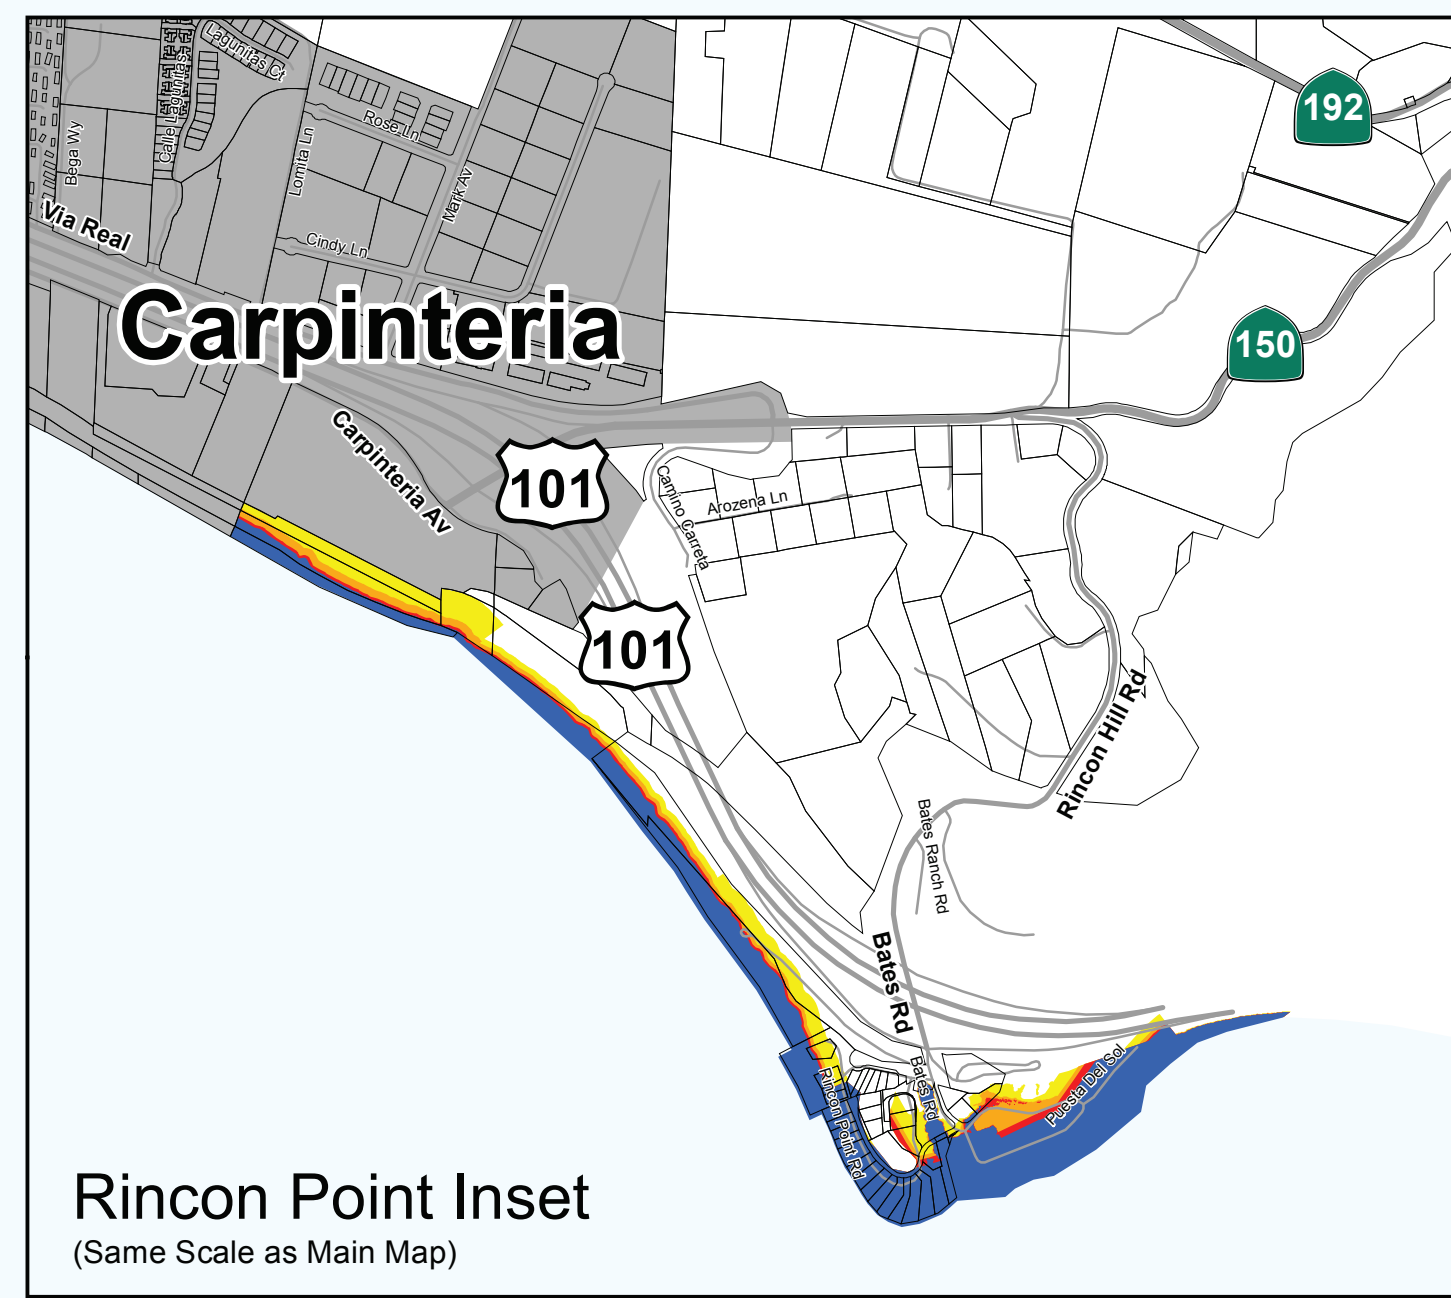 Lagunitas Ct
Calle Lagunitas
Bega Wy
Lomita Ln
Rose Ln
Mark Av
Via Real
Cindy Ln
192
150
Carpinteria
Carpinteria Av
101
Camino Carreta
Arozena Ln
101
Rincon Hill Rd
Bates Ranch Rd
Bates Rd
Bates Rd
Puesta Del Sol
Rincon Point Rd
Rincon Point Inset
(Same Scale as Main Map)